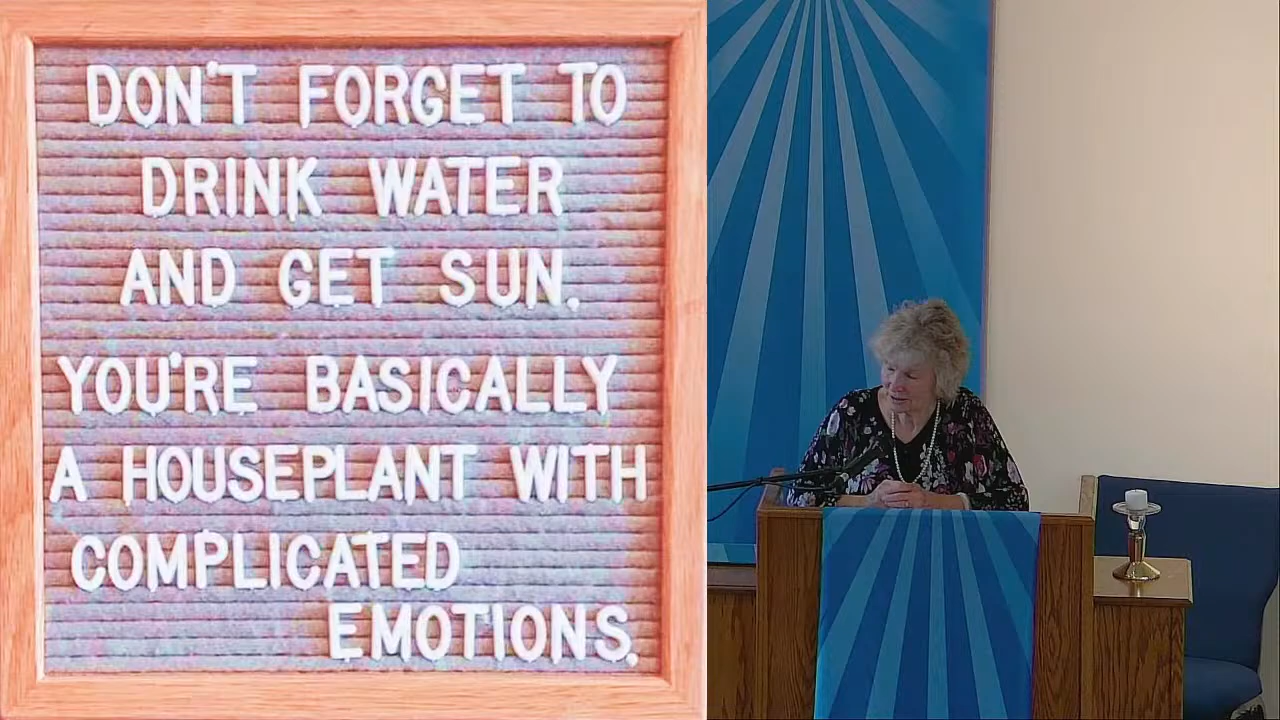 DON'T FORGET TO
DRINK WATER
AND GET SUN.
YOU'RE BASICALLY
A HOUSEPLANT WITH
COMPLICATED
EMOTIONS.